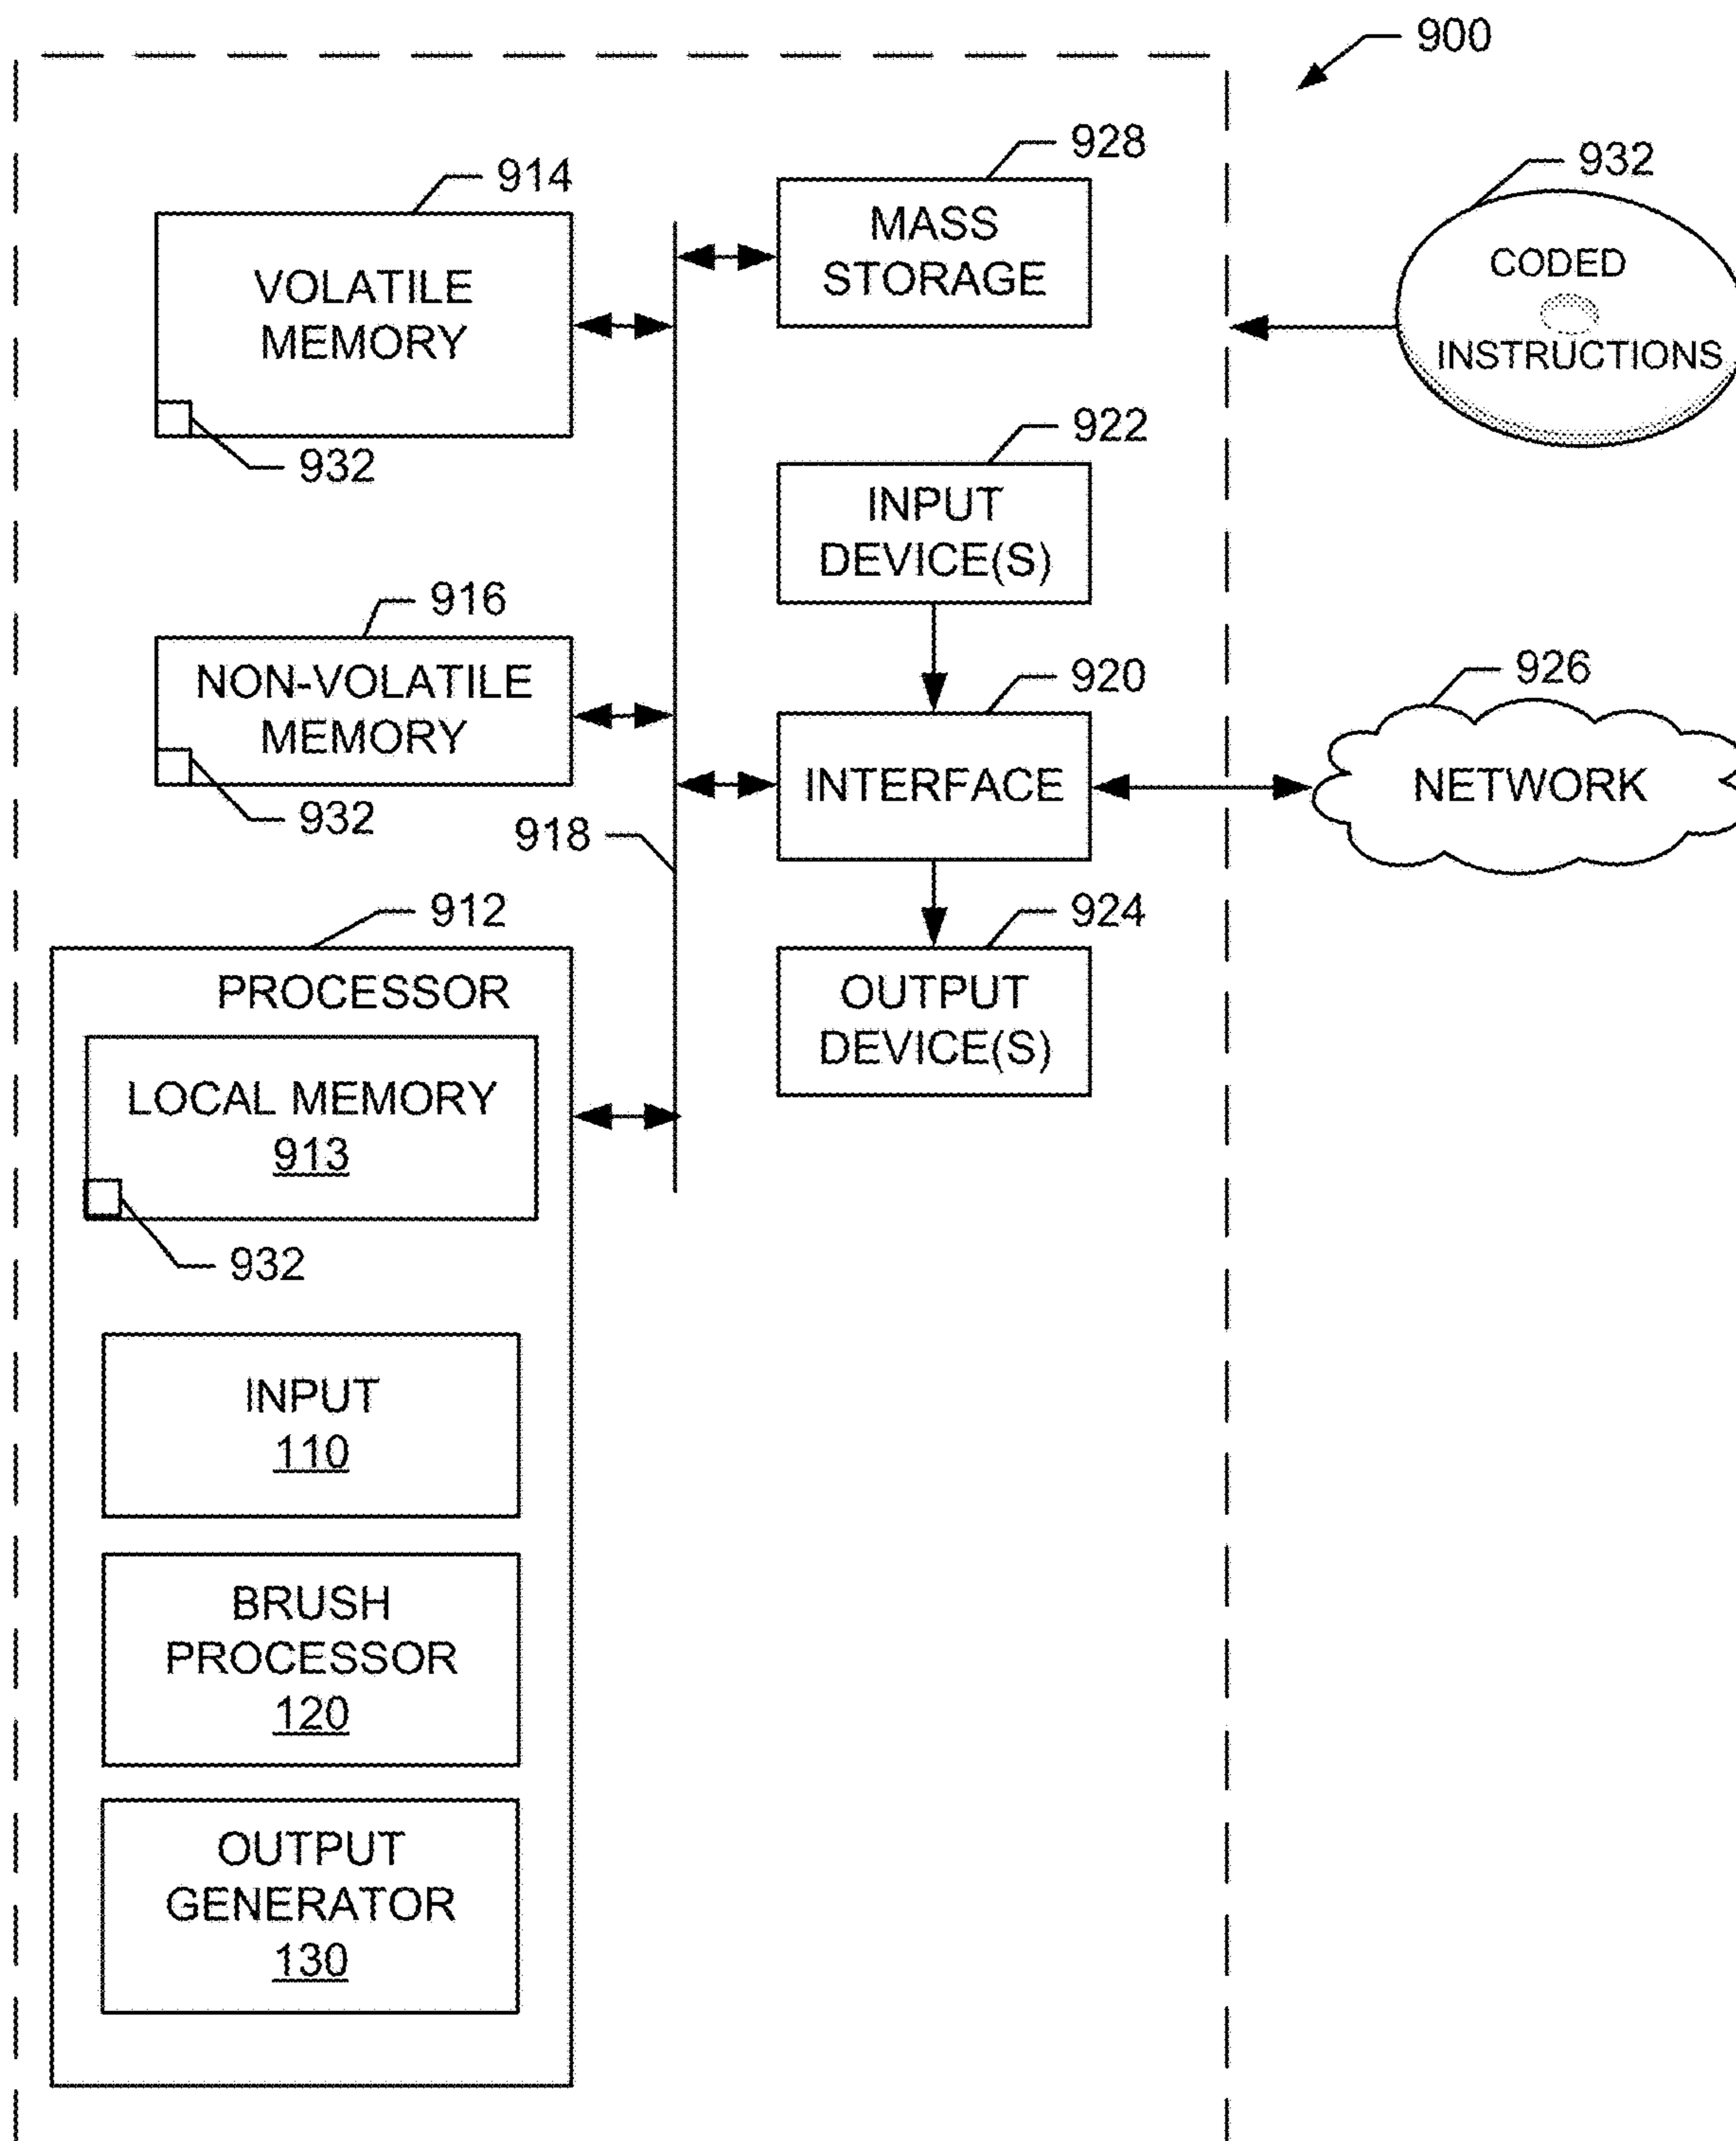 900
928
914
932
MASS
STORAGE
VOLATILE
MEMORY
CODED
INSTRUCTIONS
932
922
INPUT
DEVICE(S)
916
NON-VOLATILE
MEMORY
932
920
INTERFACE
926
NETWORK
918
912
PROCESSOR
924
OUTPUT
DEVICE(S)
LOCAL MEMORY
913
932
INPUT
110
BRUSH
PROCESSOR
120
OUTPUT
GENERATOR
130